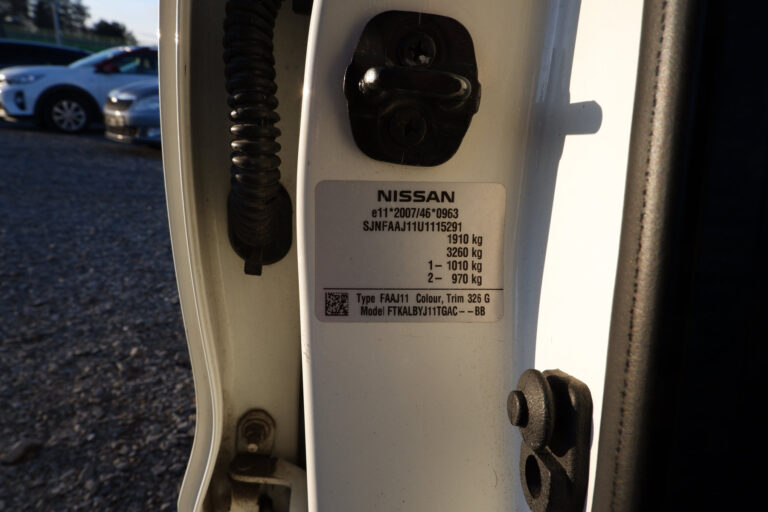 NISSAN
e11*2007/46*0963
SJNFAAJ11U1115291
1910 kg
3260 kg
1- 1010 kg
2- 970 kg
Type FAAJ11 Colour, Trim 326 G
Model FTKALBYJ11TGAC--BB